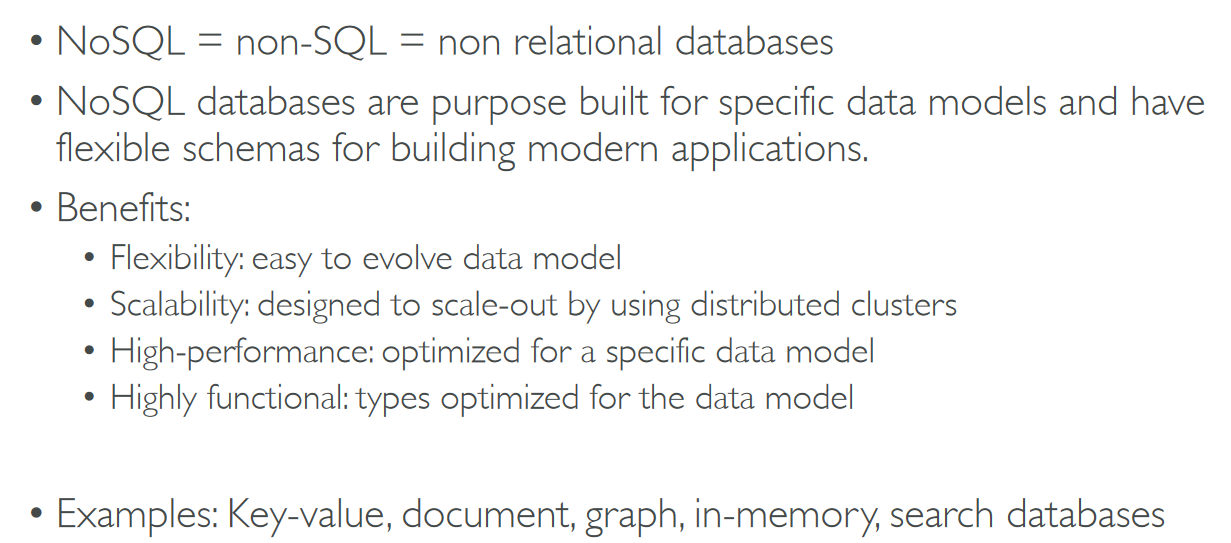 • NoSQL = non-SQL = non relational databases
• NoSQL databases are purpose built for specific data models and have
flexible schemas for building modern applications.
• Benefits:
• Flexibility: easy to evolve data model
• Scalability: designed to scale-out by using distributed clusters
• High-performance: optimized for a specific data model
• Highly functional: types optimized for the data model
• Examples: Key-value, document, graph, in-memory, search databases